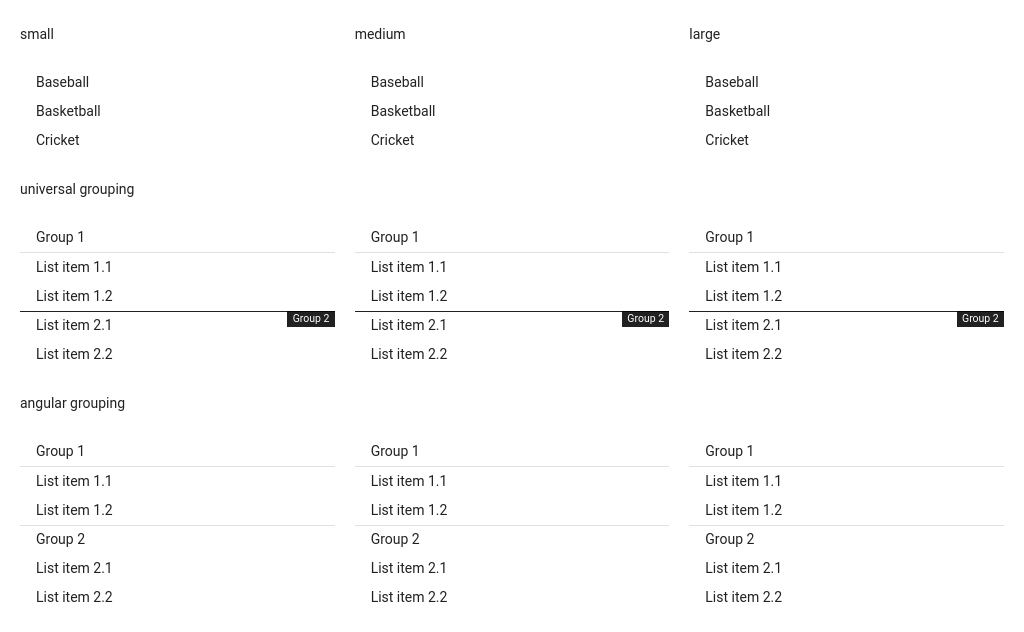 small medium large
Baseball Baseball Baseball
Basketball Basketball Basketball
Cricket Cricket Cricket
universal grouping
Group 1 Group 1 Group 1
List item 1.1 List item 1.1 List item 1.1
List item 1.2 List item 1.2 List item 1.2
Group 2 Group 2 Group 2
List item 2.1 List item 2.1 List item 2.1
List item 2.2 List item 2.2 List item 2.2
angular grouping
Group 1 Group 1 Group 1
List item 1.1 List item 1.1 List item 1.1
List item 1.2 List item 1.2 List item 1.2
Group 2 Group 2 Group 2
List item 2.1 List item 2.1 List item 2.1
List item 2.2 List item 2.2 List item 2.2